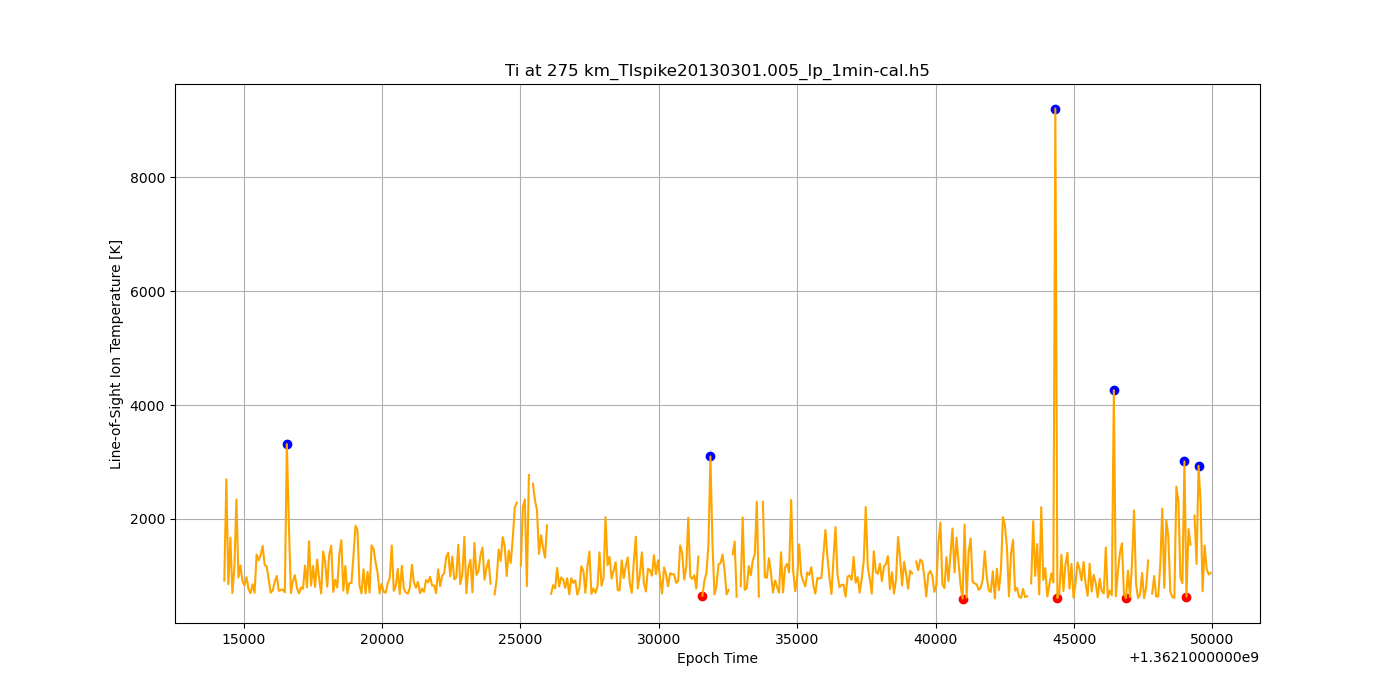 Ti at 275 km_TIspike20130301.005_lp_1min-cal.h5
Line-of-Sight Ion Temperature [K]
8000
6000
4000
2000
15000 20000 25000 30000 35000 40000 45000 50000
Epoch Time
+1.3621000000e9